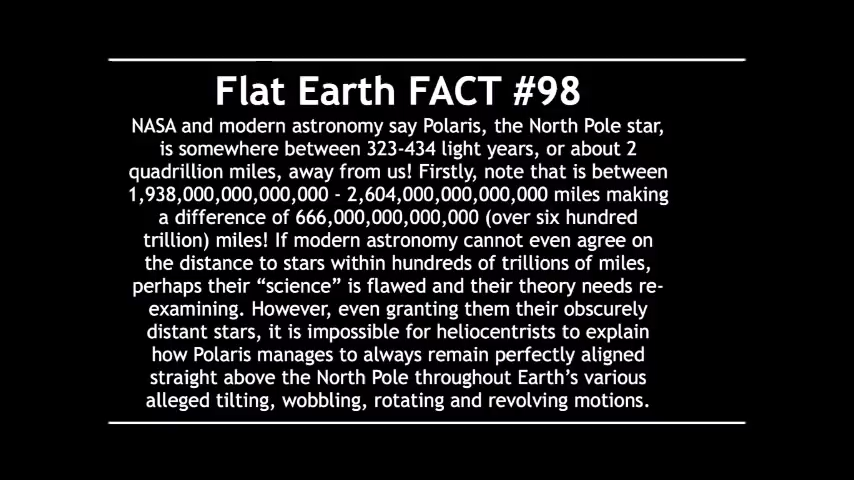 Flat Earth FACT #98
NASA and modern astronomy say Polaris, the North Pole star,
is somewhere between 323-434 light years, or about 2
quadrillion miles, away from us! Firstly, note that is between
1,938,000,000,000,000 - 2,604,000,000,000,000 miles making
a difference of 666,000,000,000,000 (over six hundred
trillion) miles! If modern astronomy cannot even agree on
the distance to stars within hundreds of trillions of miles,
perhaps their “science” is flawed and their theory needs re-
examining. However, even granting them their obscurely
distant stars, it is impossible for heliocentrists to explain
how Polaris manages to always remain perfectly aligned
straight above the North Pole throughout Earth’s various
alleged tilting, wobbling, rotating and revolving motions.